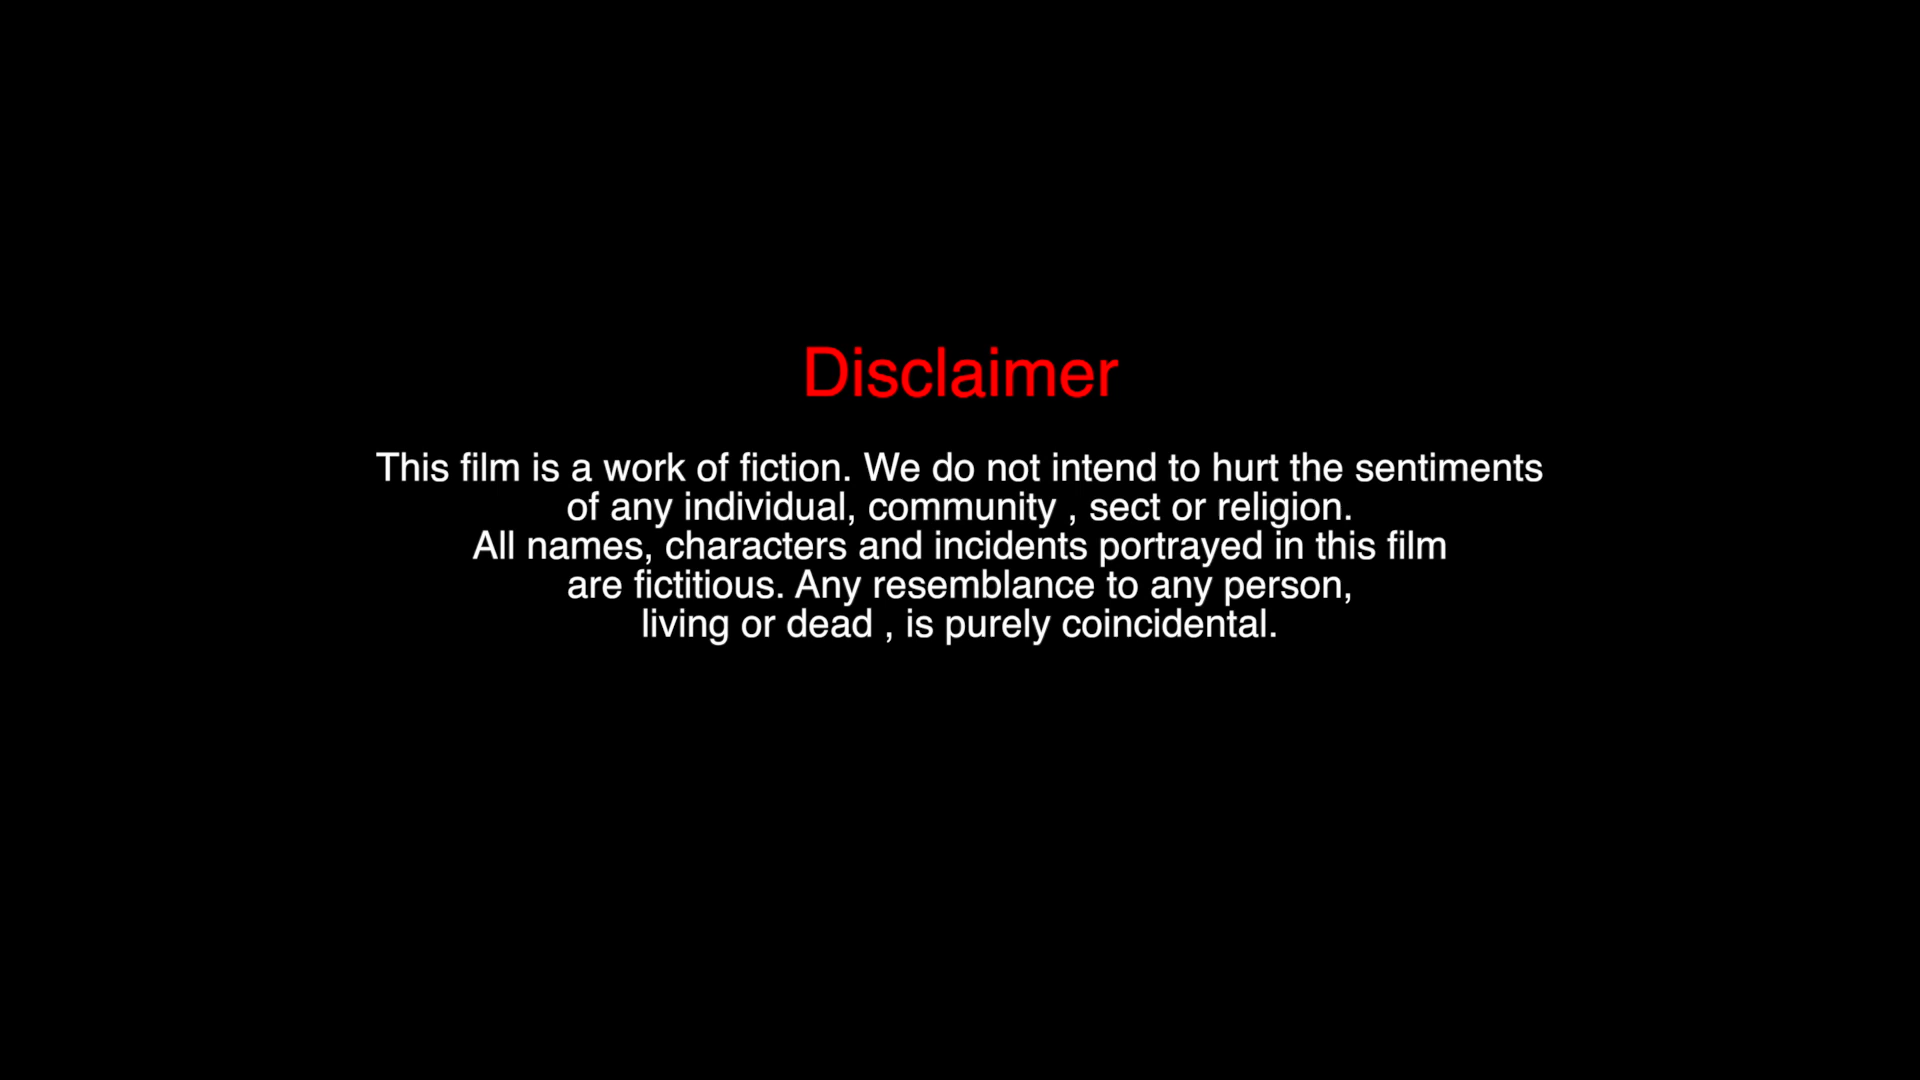 Disclaimer
This film is a work of fiction. We do not intend to hurt the sentiments
of any individual, community , sect or religion.
All names, characters and incidents portrayed in this film
are fictitious. Any resemblance to any person,
living or dead , is purely coincidental.